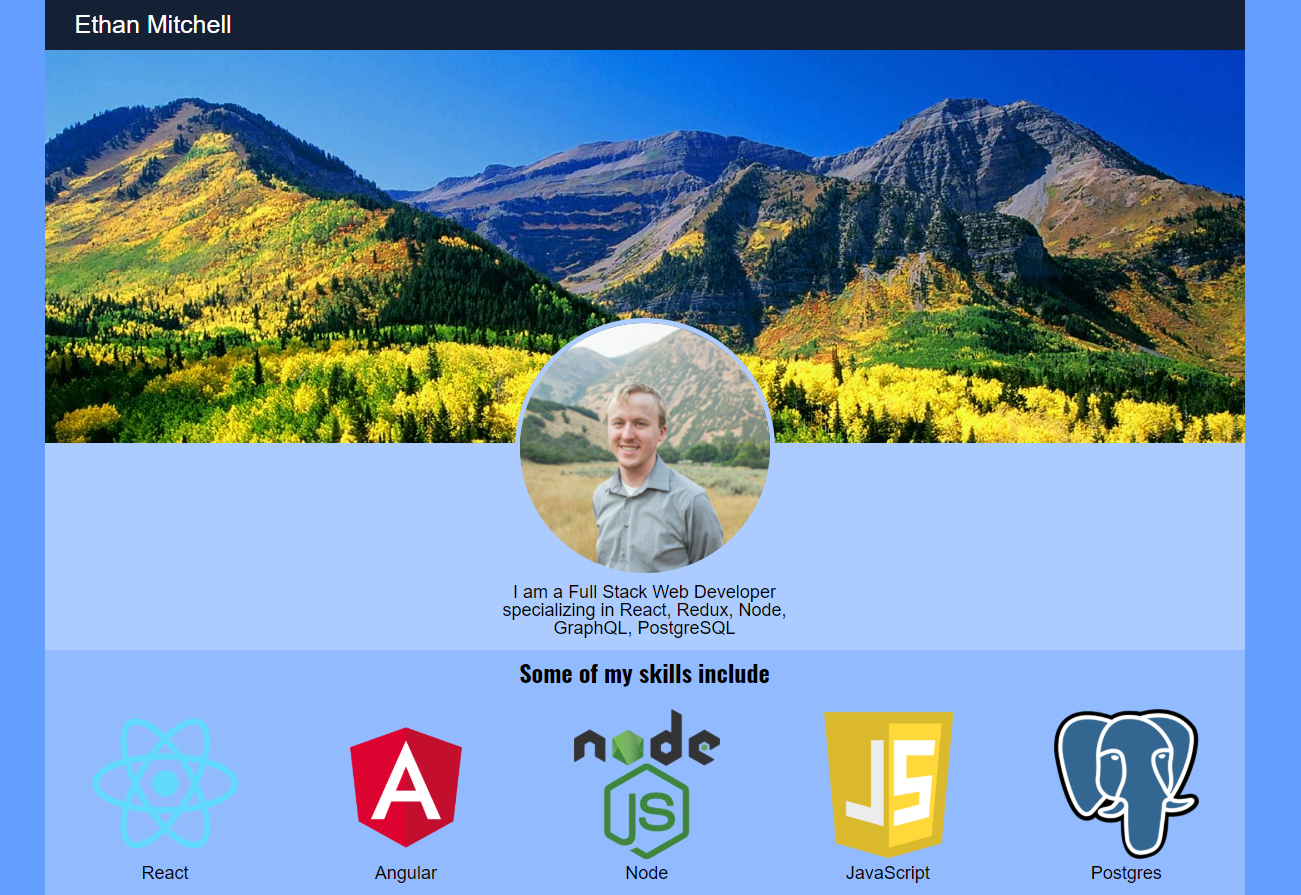 Ethan Mitchell
I am a Full Stack Web Developer
specializing in React, Redux, Node,
GraphQL, PostgreSQL
Some of my skills include
A
node
JS
JS
React
Angular
Node
JavaScript
Postgres